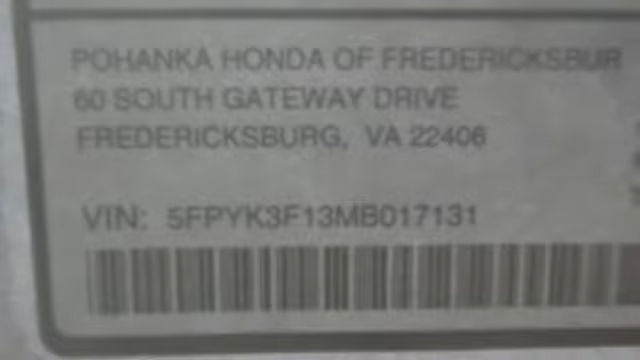 POHANKA HONDA OF FREDERICKSBUR
60 SOUTH GATEWAY DRIVE
FREDERICKSBURG, VA 22406
VIN: 5FPYK3F13MB017131